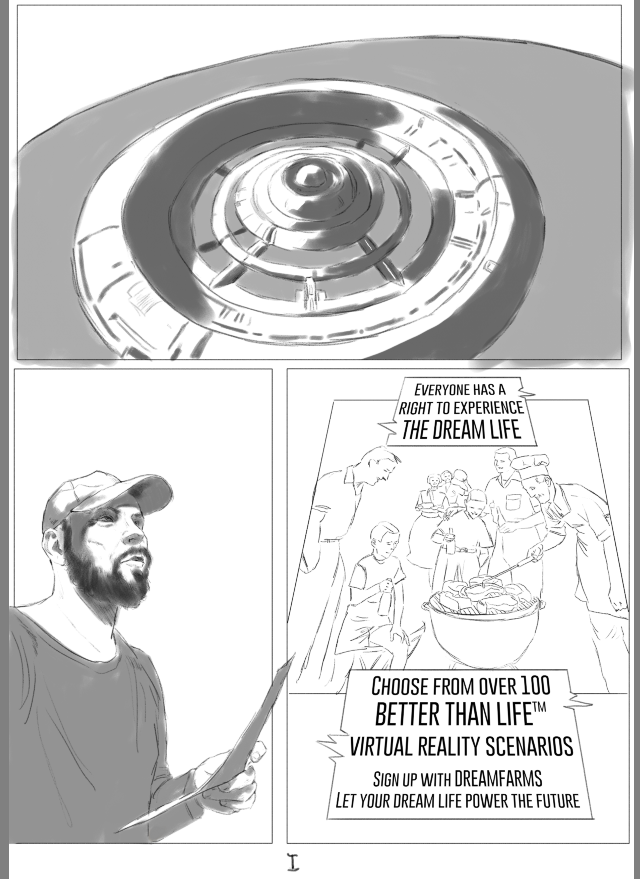 Everyone has a
right to experience
the dream life
Choose from over 100
better than life™
virtual reality scenarios
Sign up with DREAMFARMS
Let your dream life power the future
I